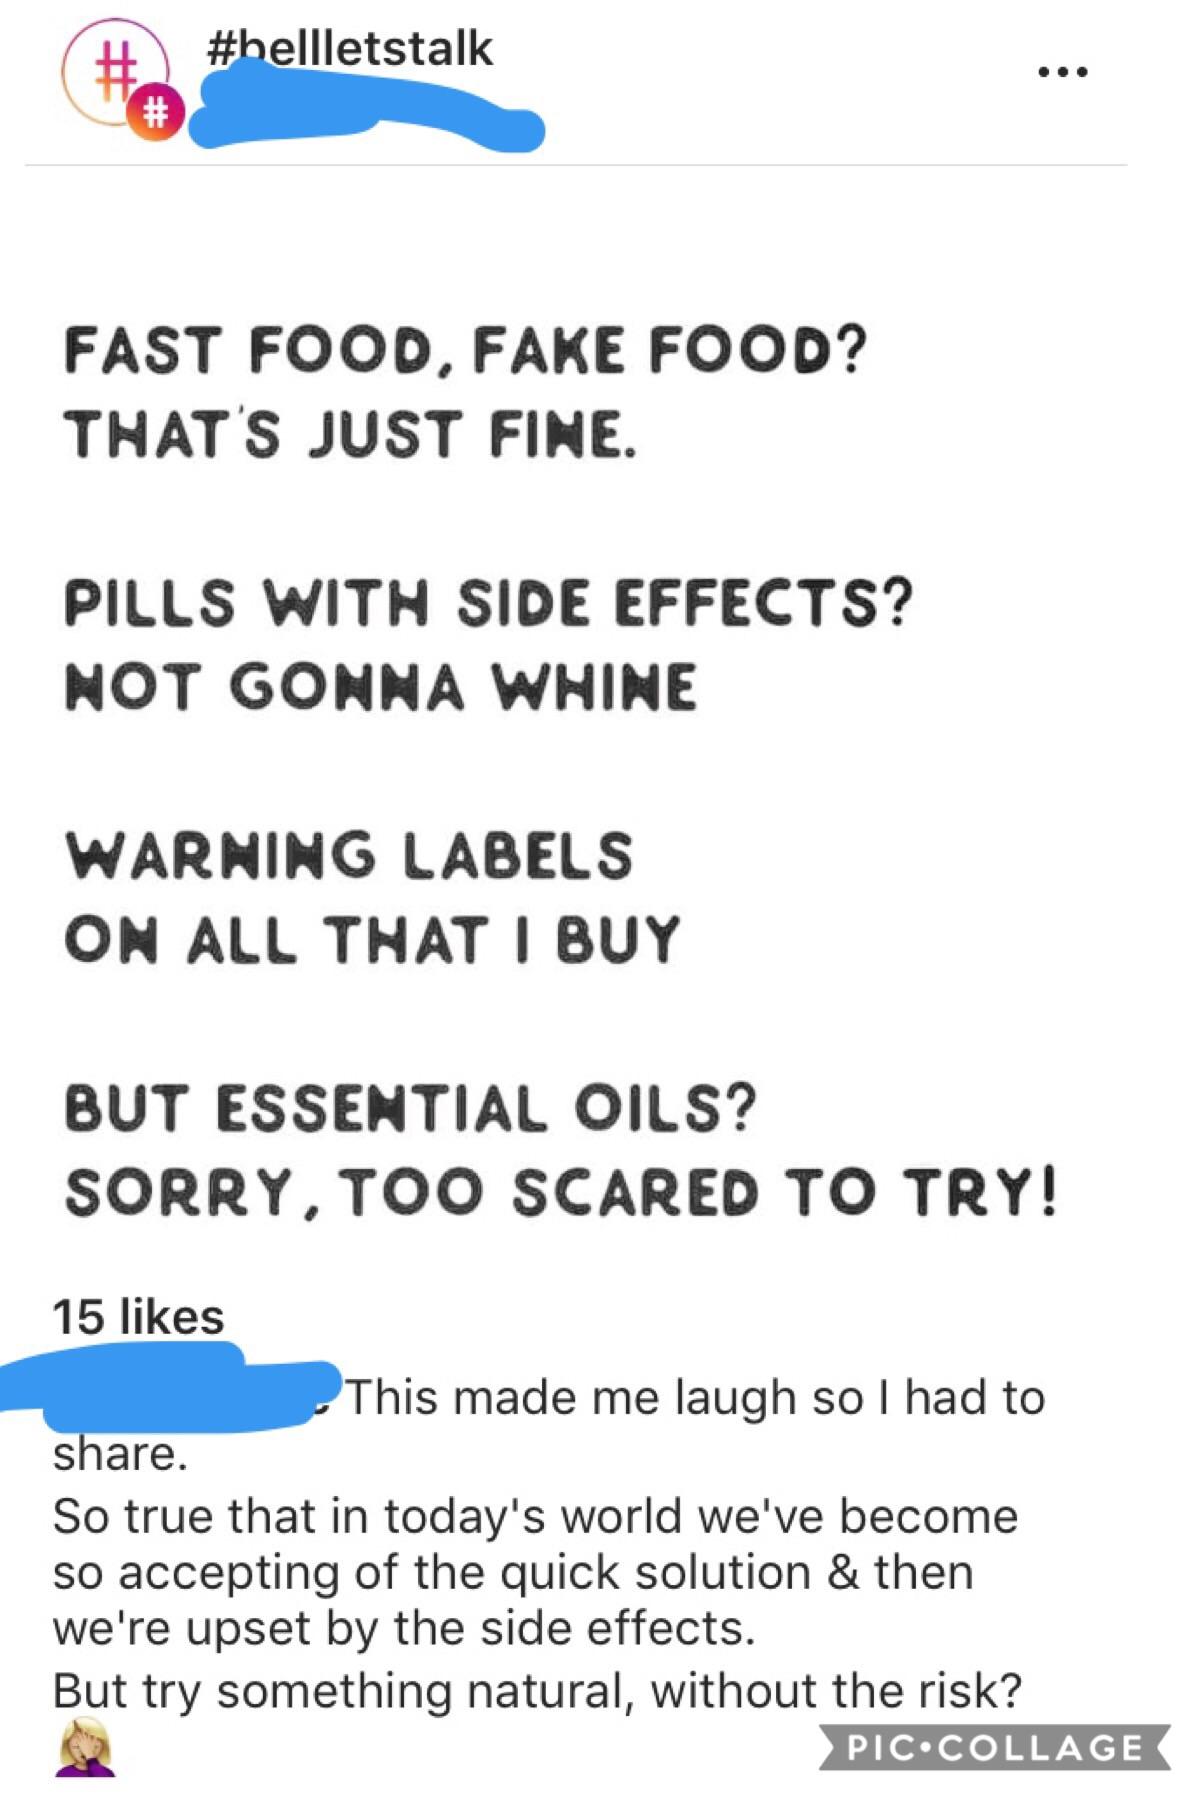 #bellletstalk
FAST FOOD, FAKE FOOD?
THAT'S JUST FINE.
PILLS WITH SIDE EFFECTS?
NOT GONNA WHINE
WARNING LABELS
ON ALL THAT I BUY
BUT ESSENTIAL OILS?
SORRY, TOO SCARED TO TRY!
15 likes
This made me laugh so I had to
share.
So true that in today's world we've become
so accepting of the quick solution & then
we're upset by the side effects.
But try something natural, without the risk?
🤦🏼‍♀️
PIC•COLLAGE